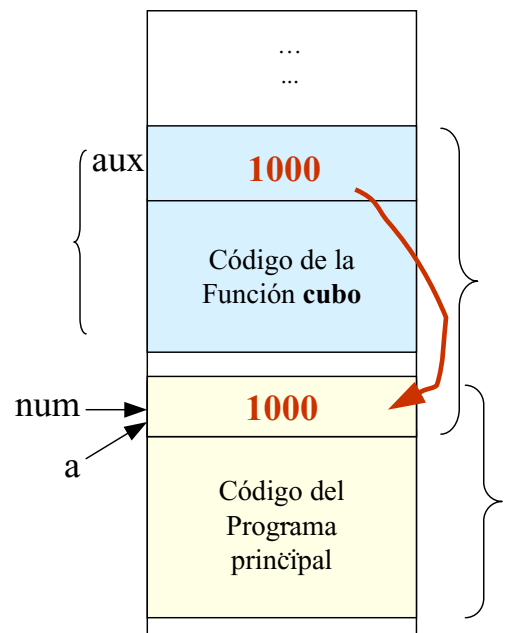 …
...
aux
1000
Código de la
Función cubo
num
1000
a
Código del
Programa
principal